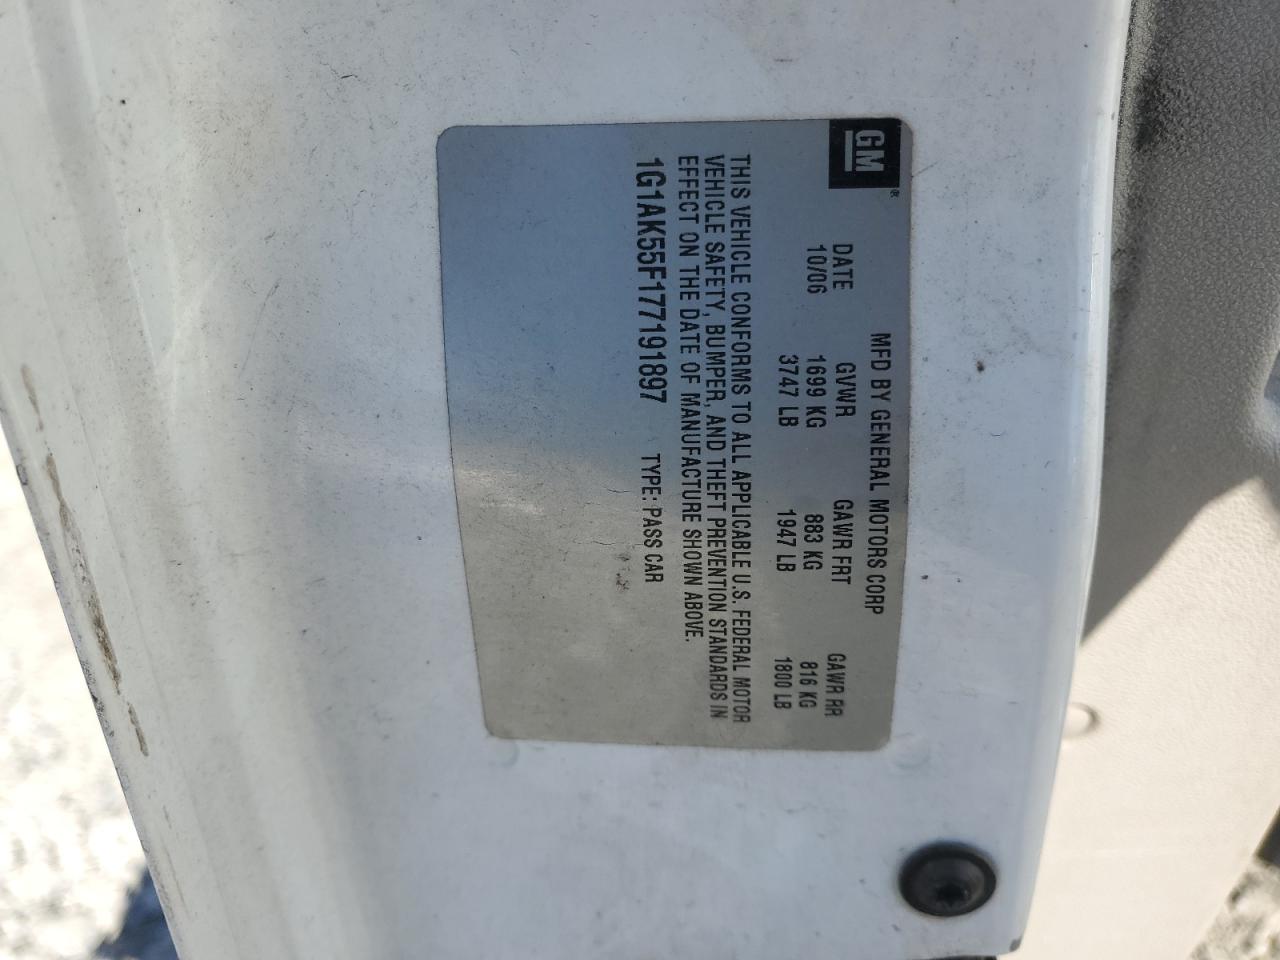 GM®
MFD BY GENERAL MOTORS CORP
DATE GVWR GAWR FRT GAWR RR
10/06 1699 KG 883 KG 816 KG
3747 LB 1947 LB 1800 LB
THIS VEHICLE CONFORMS TO ALL APPLICABLE U.S. FEDERAL MOTOR
VEHICLE SAFETY, BUMPER, AND THEFT PREVENTION STANDARDS IN
EFFECT ON THE DATE OF MANUFACTURE SHOWN ABOVE.
1G1AK55F177191897 TYPE: PASS CAR